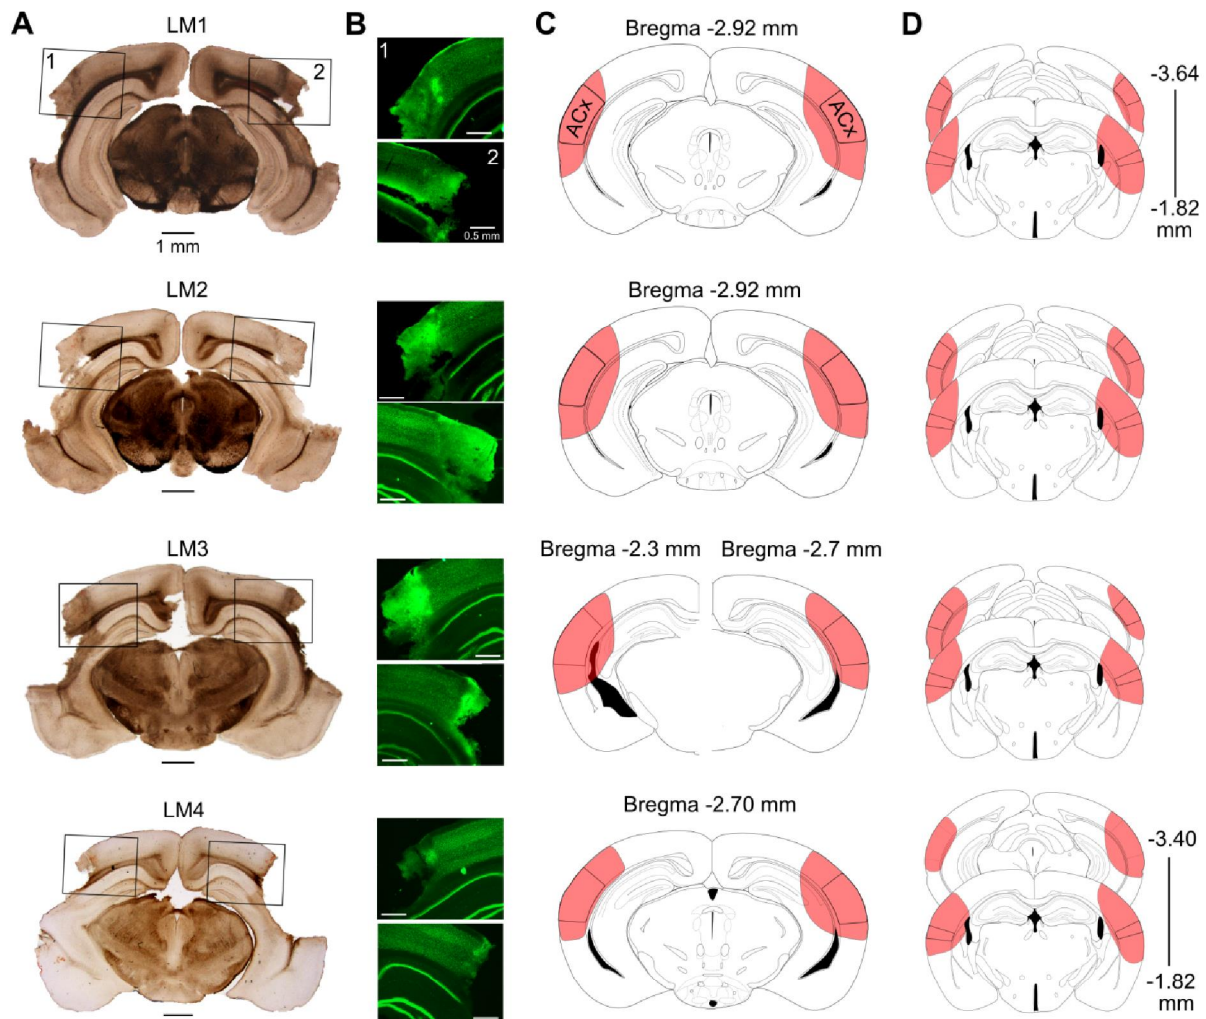 A
LM1
B
C
Bregma -2.92 mm
D
1
2
1
2
0.5 mm
1 mm
ACx
ACx
-3.64
-1.82
mm
LM2
Bregma -2.92 mm
LM3
Bregma -2.3 mm
Bregma -2.7 mm
LM4
Bregma -2.70 mm
-3.40
-1.82
mm